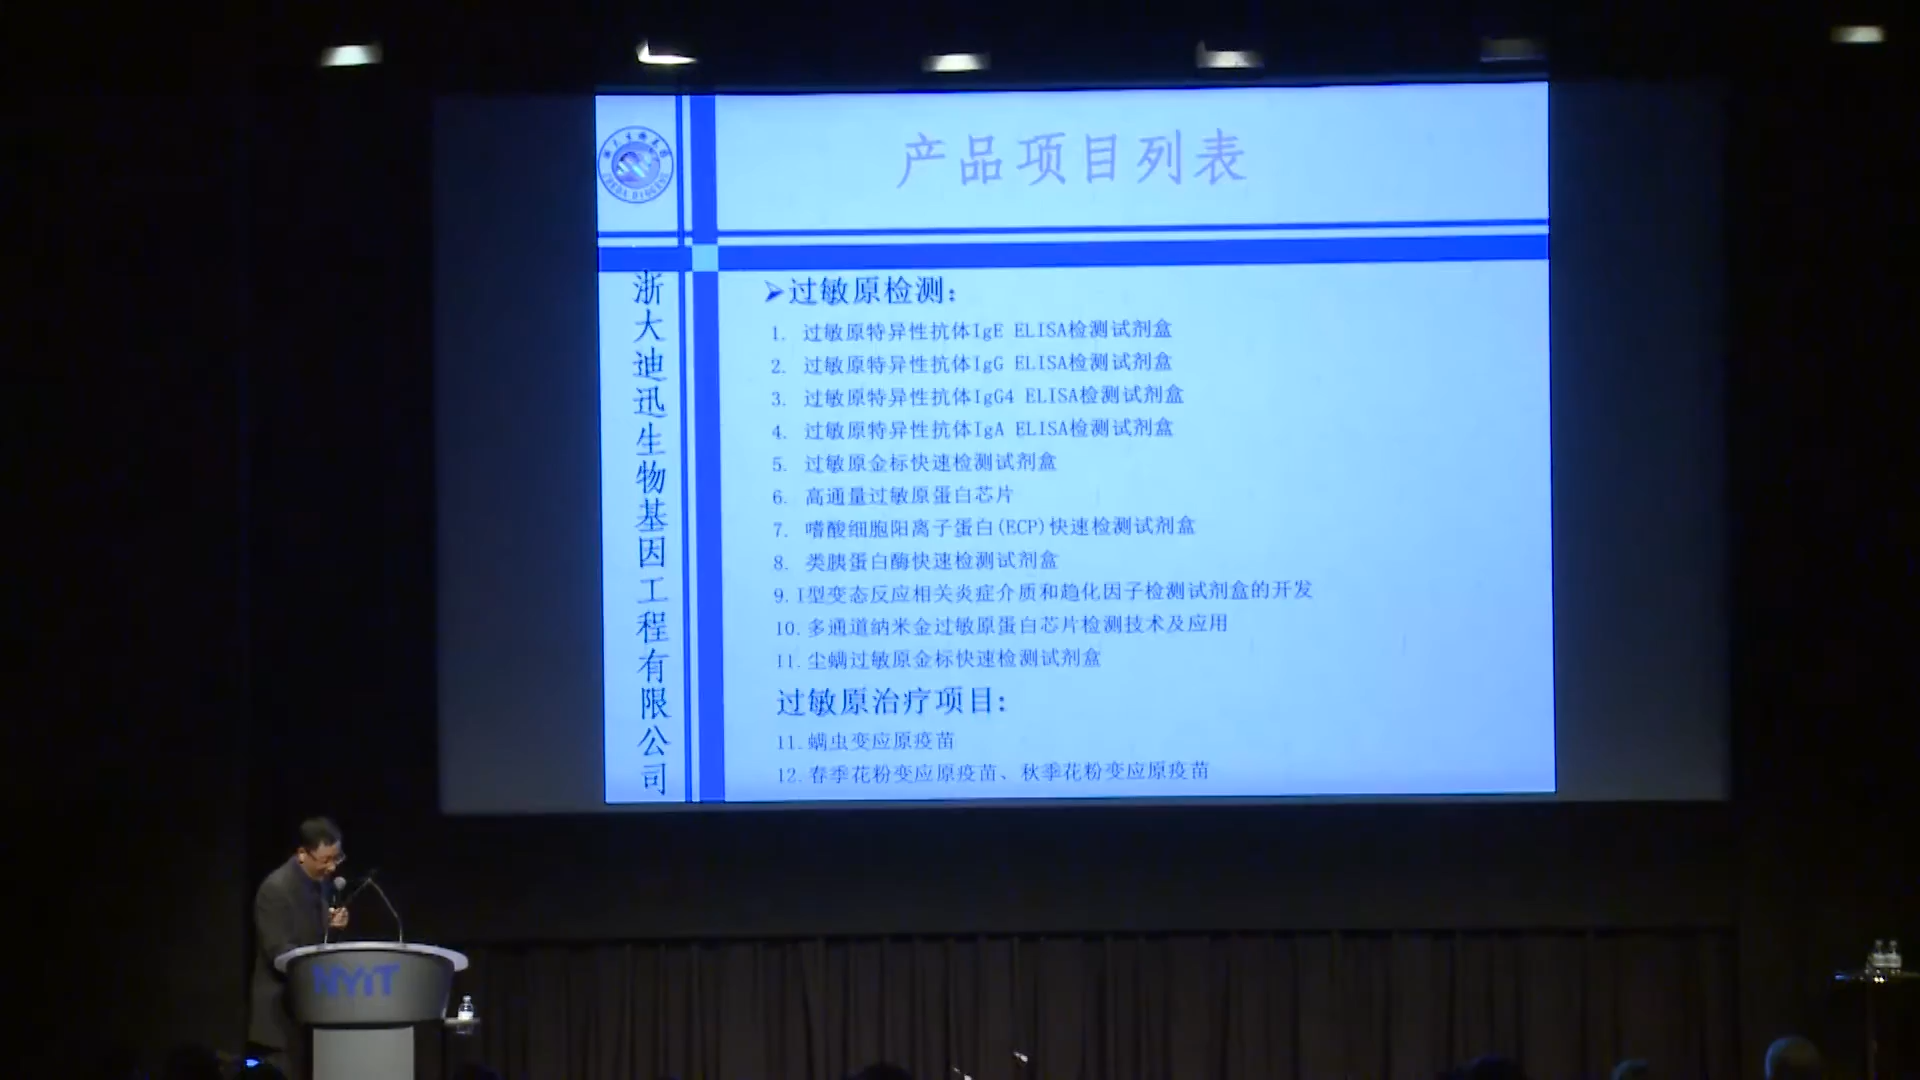 产品项目列表
浙大迪迅生物基因工程有限公司
➢过敏原检测：
1. 过敏原特异性抗体IgE ELISA检测试剂盒
2. 过敏原特异性抗体IgG ELISA检测试剂盒
3. 过敏原特异性抗体IgG4 ELISA检测试剂盒
4. 过敏原特异性抗体IgA ELISA检测试剂盒
5. 过敏原金标快速检测试剂盒
6. 高通量过敏原蛋白芯片
7. 嗜酸细胞阳离子蛋白(ECP)快速检测试剂盒
8. 类胰蛋白酶快速检测试剂盒
9. I型变态反应相关炎症介质和趋化因子检测试剂盒的开发
10. 多通道纳米金过敏原蛋白芯片检测技术及应用
11. 尘螨过敏原金标快速检测试剂盒
过敏原治疗项目：
11. 螨虫变应原疫苗
12. 春季花粉变应原疫苗、秋季花粉变应原疫苗
NYiT